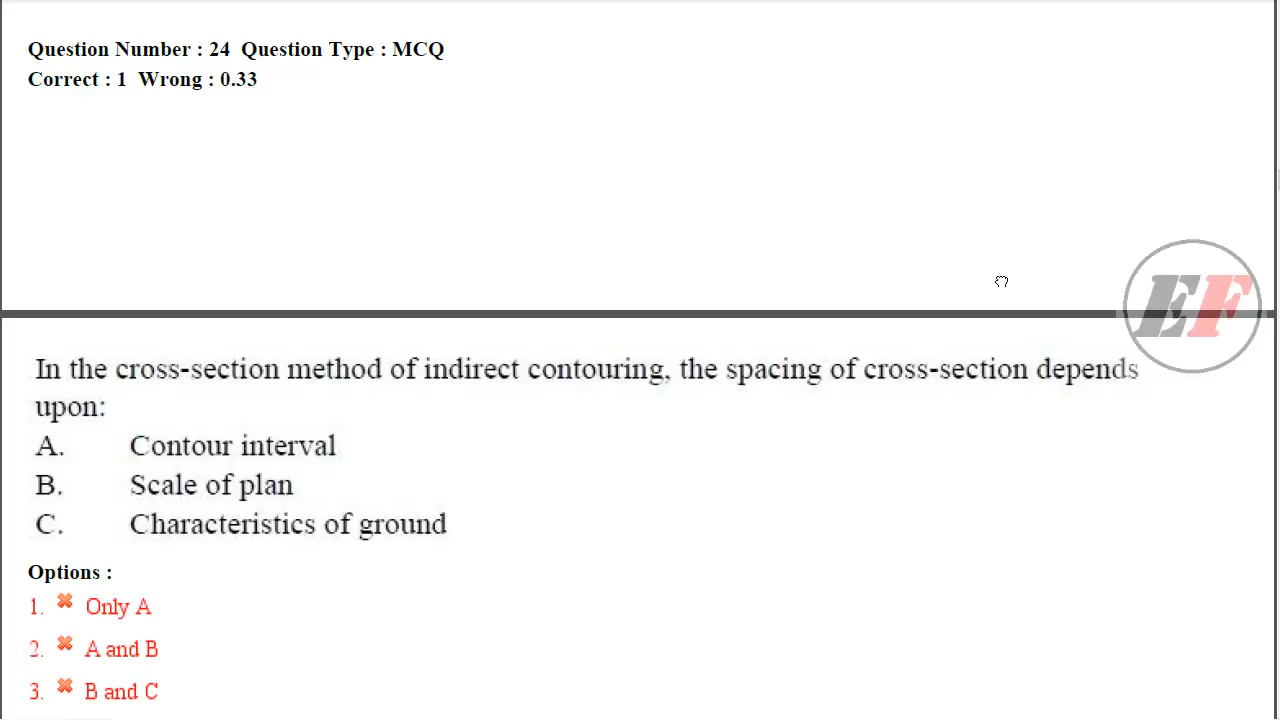 Question Number : 24 Question Type : MCQ
Correct : 1 Wrong : 0.33
EF
In the cross-section method of indirect contouring, the spacing of cross-section depends
upon:
A. Contour interval
B. Scale of plan
C. Characteristics of ground
Options :
1. ✖ Only A
2. ✖ A and B
3. ✖ B and C